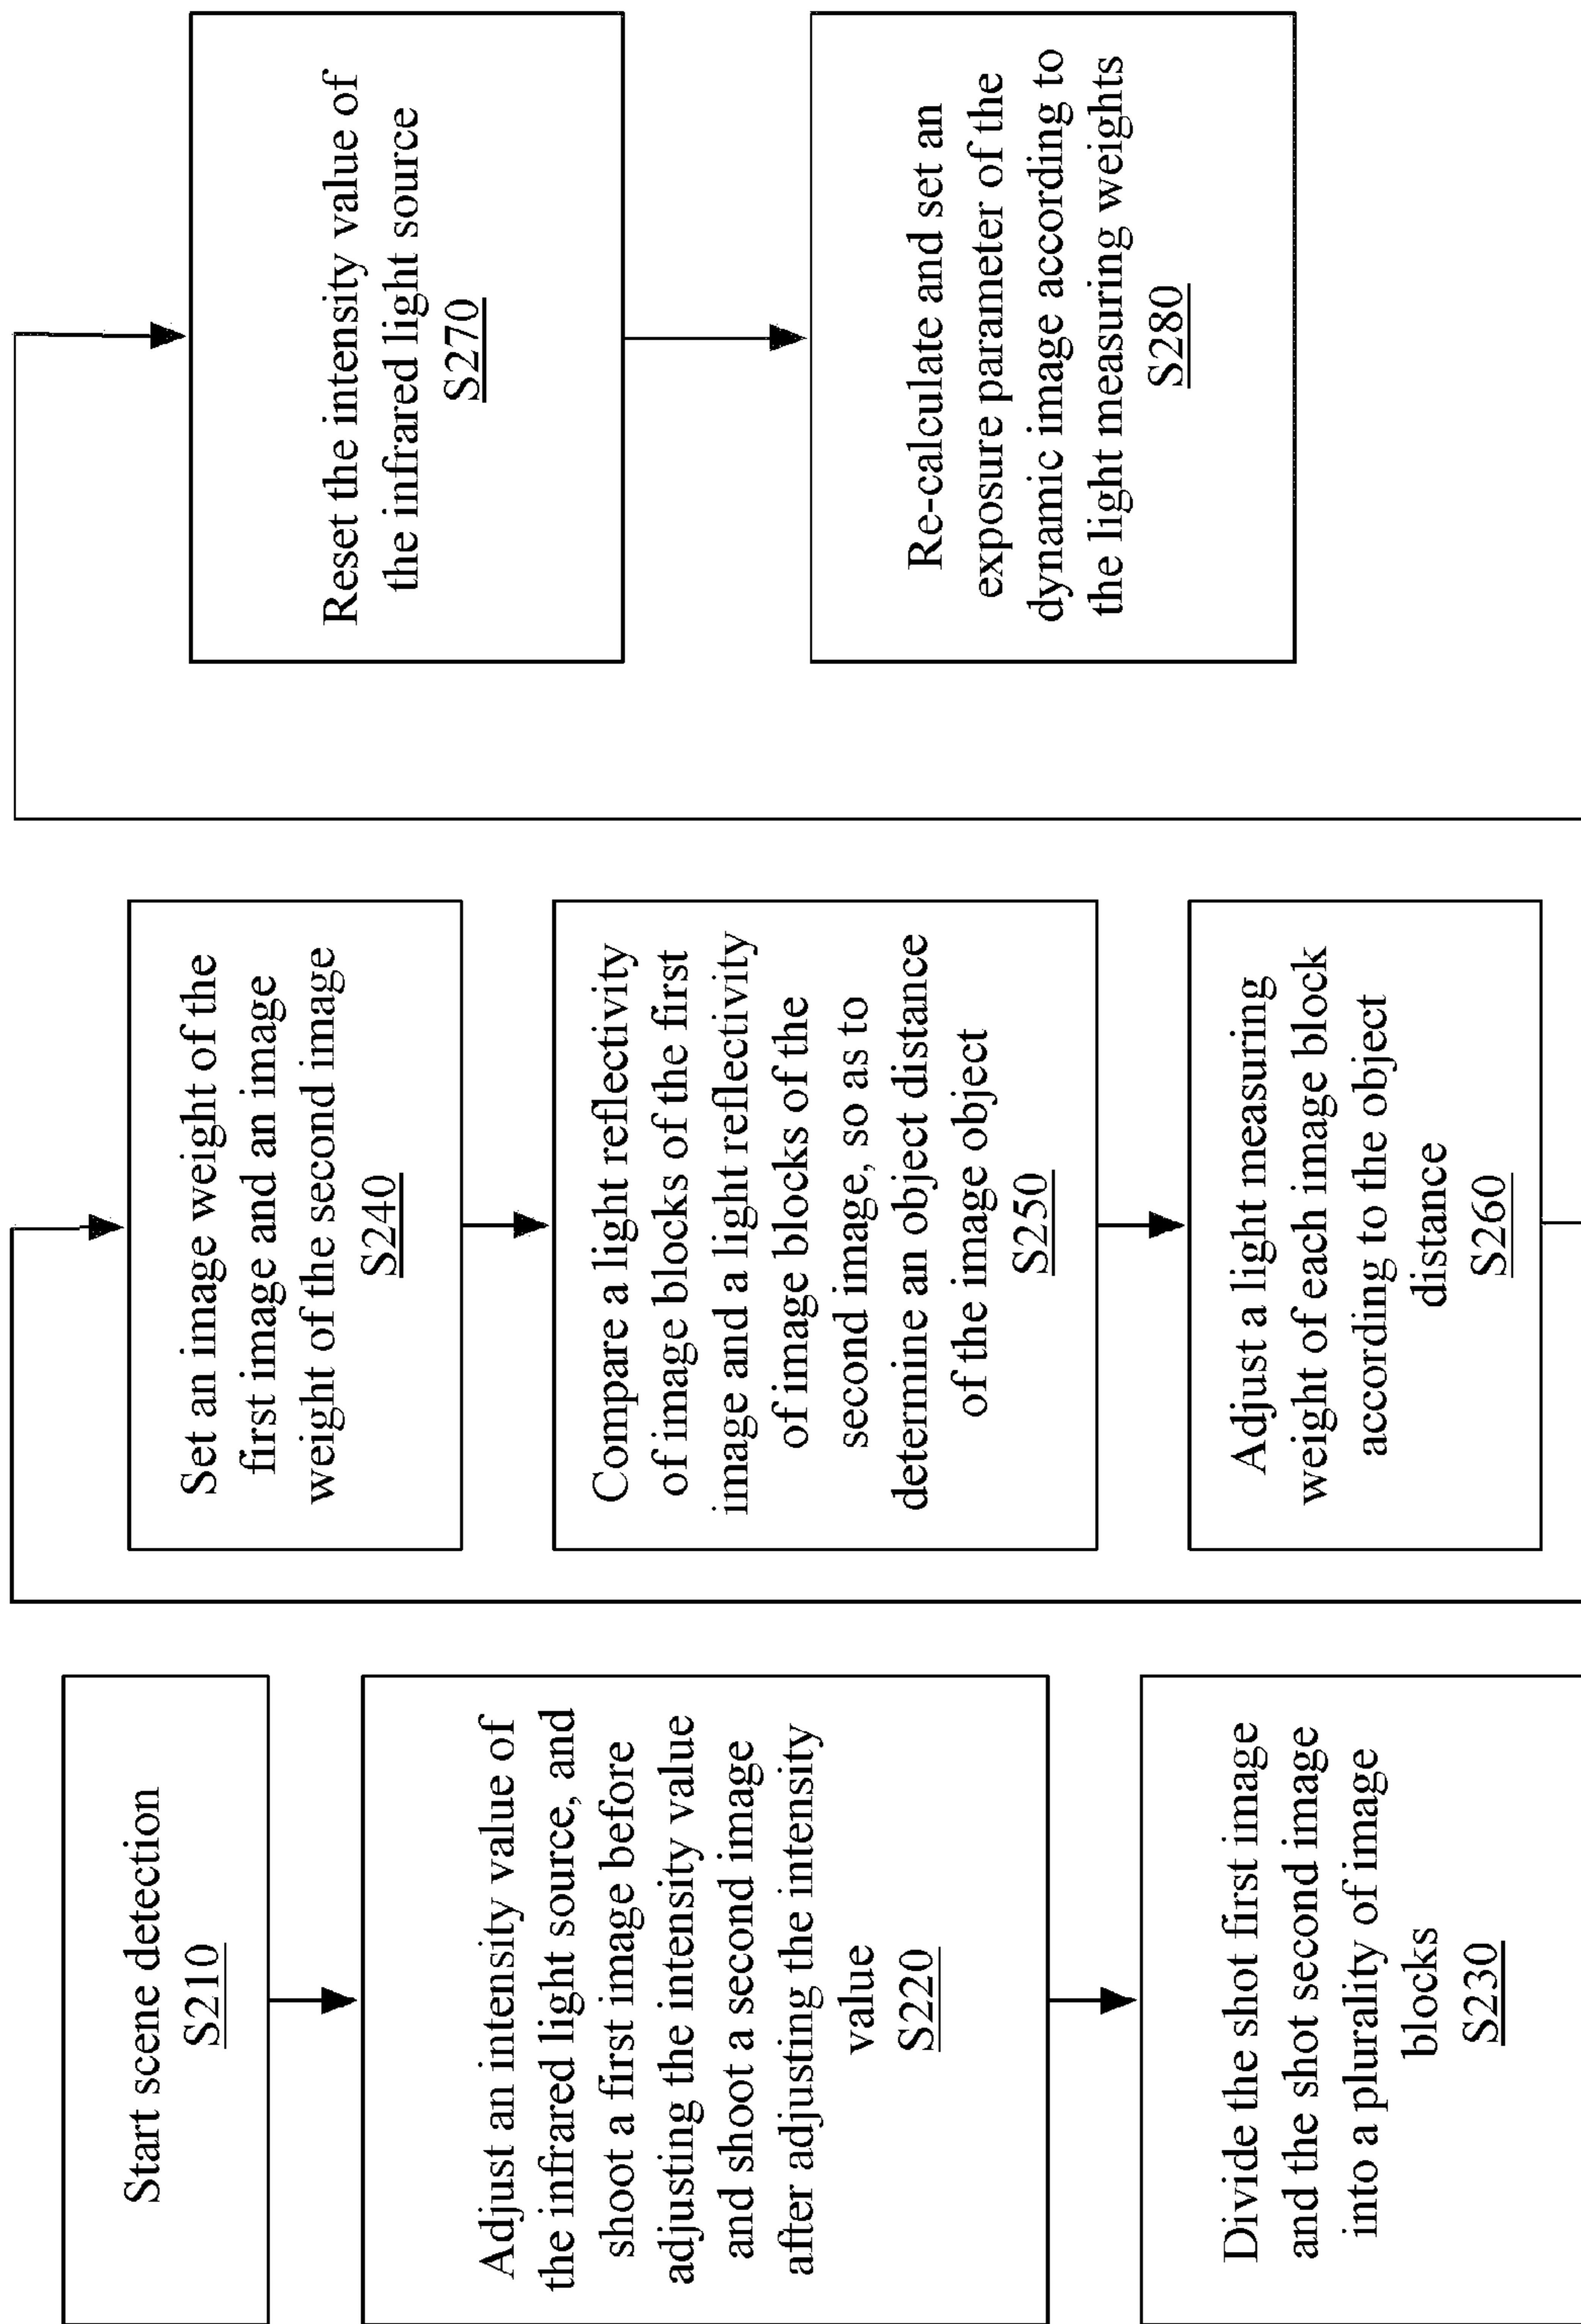 Start scene detection
S210
Adjust an intensity value of
the infrared light source, and
shoot a first image before
adjusting the intensity value
and shoot a second image
after adjusting the intensity
value
S220
Divide the shot first image
and the shot second image
into a plurality of image
blocks
S230
Set an image weight of the
first image and an image
weight of the second image
S240
Compare a light reflectivity
of image blocks of the first
image and a light reflectivity
of image blocks of the
second image, so as to
determine an object distance
of the image object
S250
Adjust a light measuring
weight of each image block
according to the object
distance
S260
Reset the intensity value of
the infrared light source
S270
Re-calculate and set an
exposure parameter of the
dynamic image according to
the light measuring weights
S280